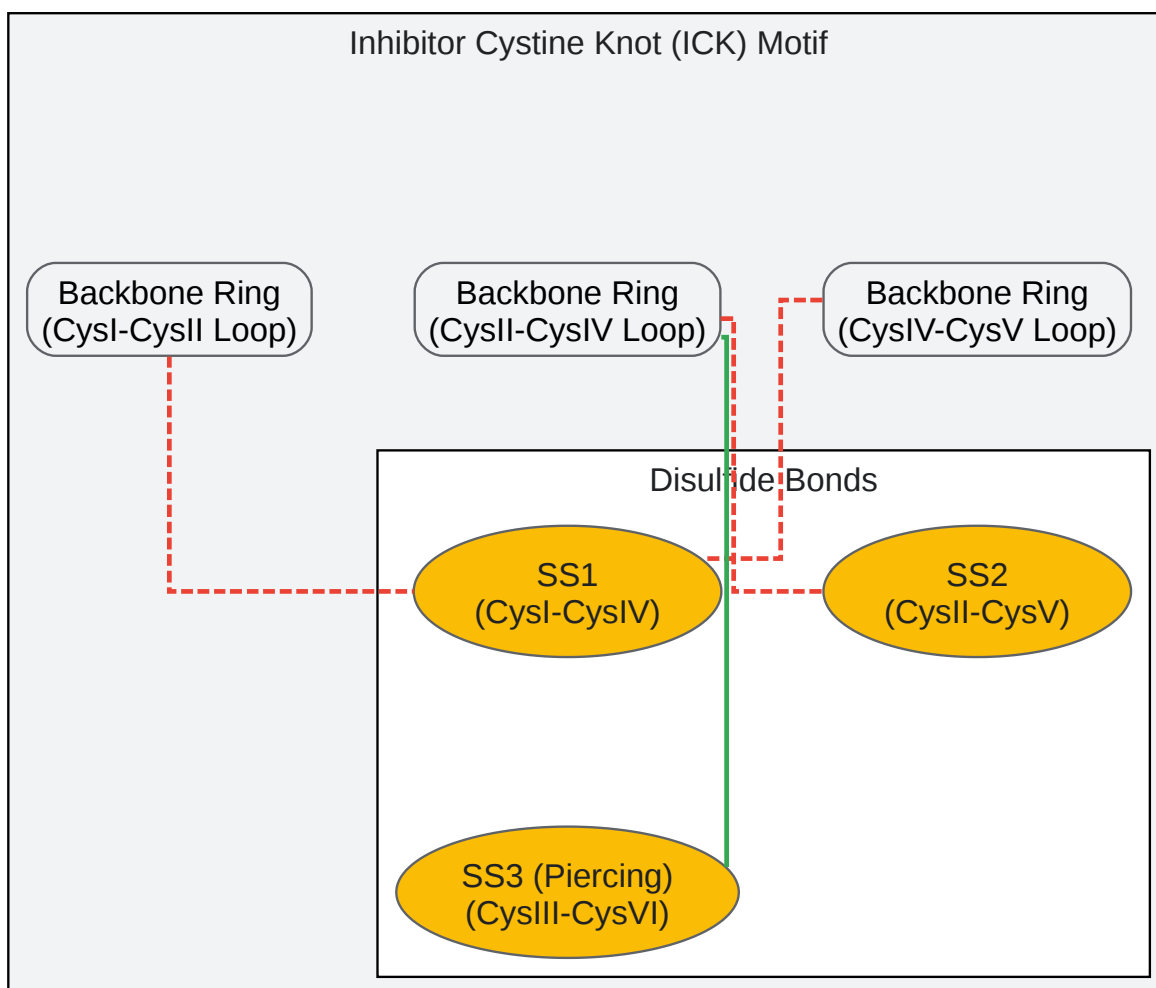 Inhibitor Cystine Knot (ICK) Motif
Backbone Ring
(CysI-CysII Loop)
Backbone Ring
(CysII-CysIV Loop)
Backbone Ring
(CysIV-CysV Loop)
Disulfide Bonds
SS1
(CysI-CysIV)
SS2
(CysII-CysV)
SS3 (Piercing)
(CysIII-CysVI)